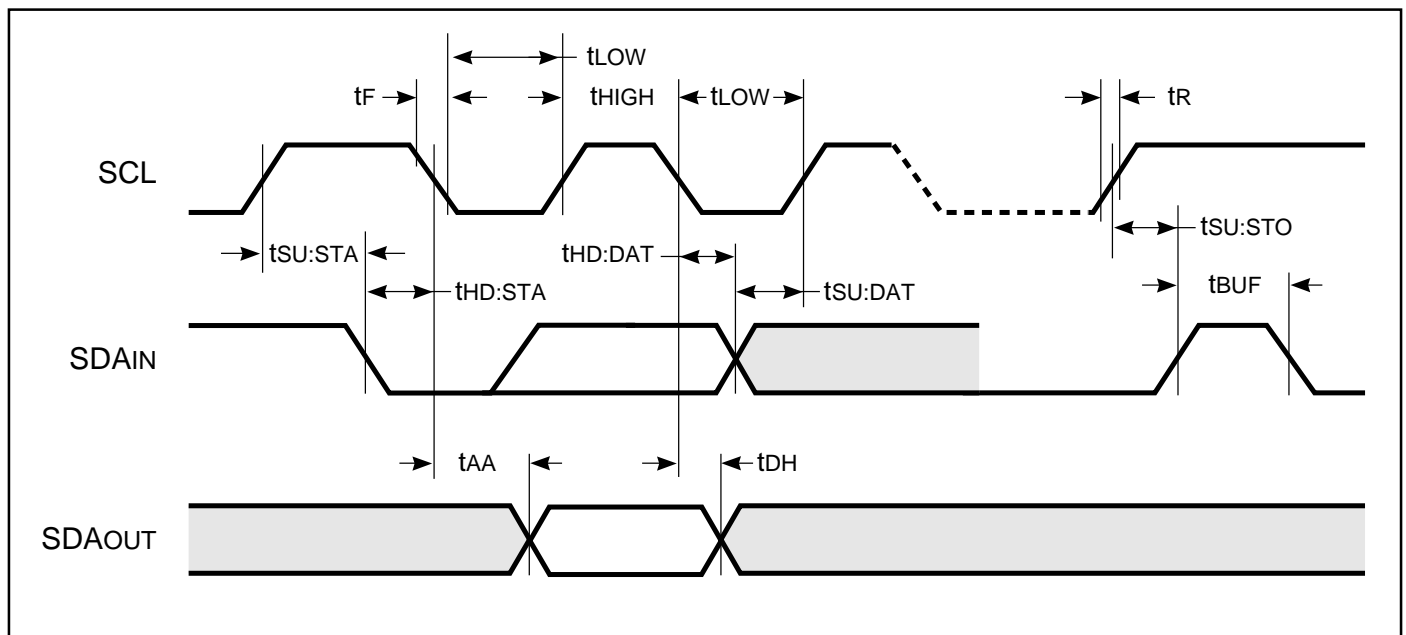 tLOW
tF
tHIGH
tLOW
tR
SCL
tSU:STA
tHD:STA
tHD:DAT
tSU:DAT
tSU:STO
tBUF
SDAIN
tAA
tDH
SDAOUT